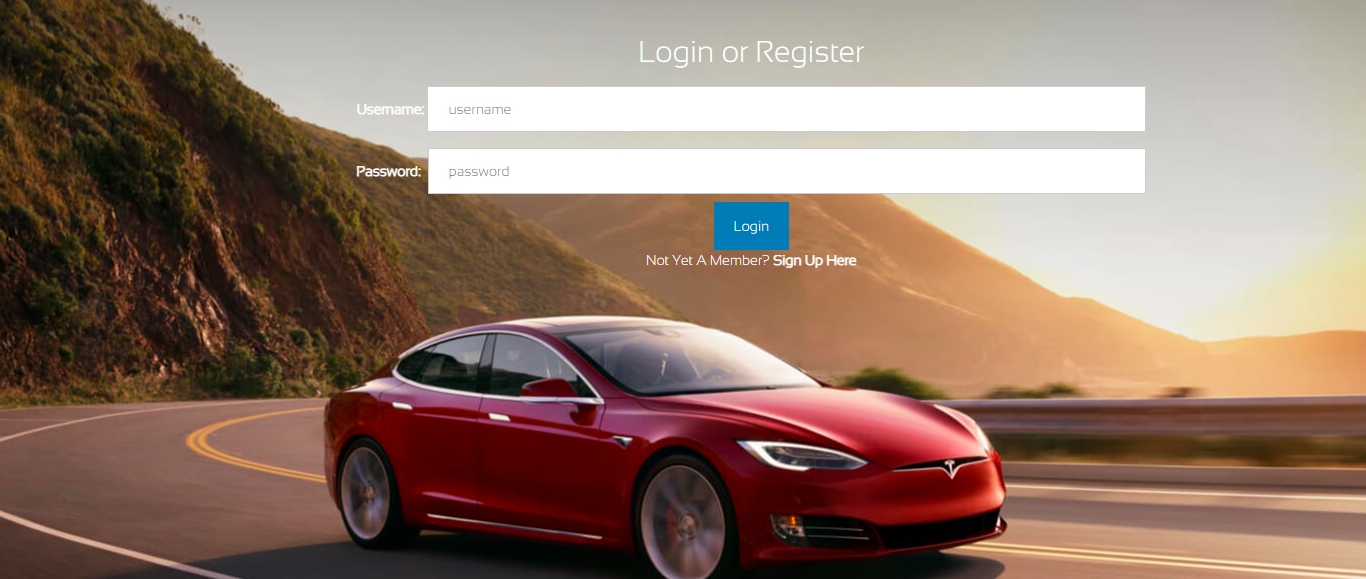 Login or Register
Username: username
Password: password
Login
Not Yet A Member? Sign Up Here